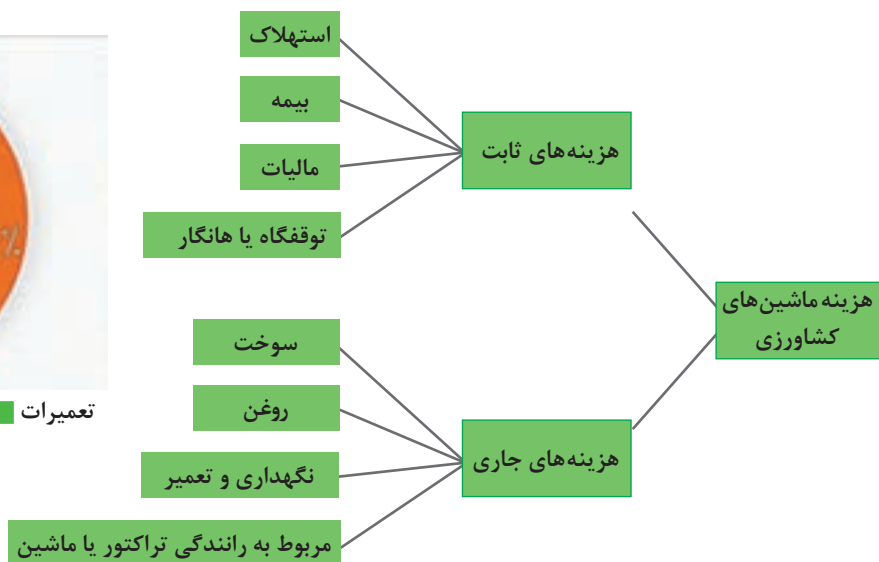 استهلاک
بیمه
مالیات
توقفگاه یا هانگار
هزینه‌های ثابت
هزینه ماشین‌های
کشاورزی
سوخت
روغن
نگهداری و تعمیر
مربوط به رانندگی تراکتور یا ماشین
هزینه‌های جاری
%
تعمیرات